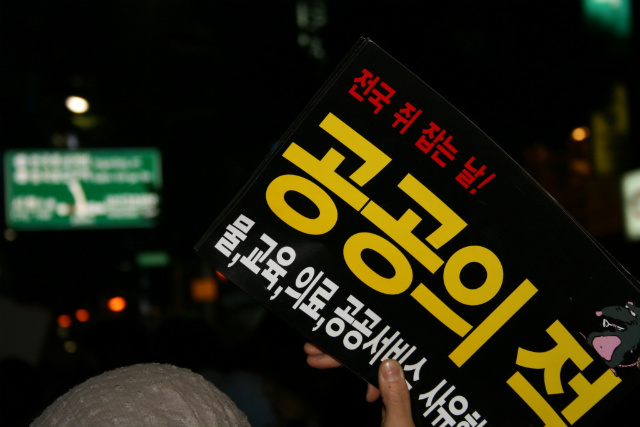 전국 쥐 잡는 날!
공공의 적
물,교육,의료,공공서비스 사유